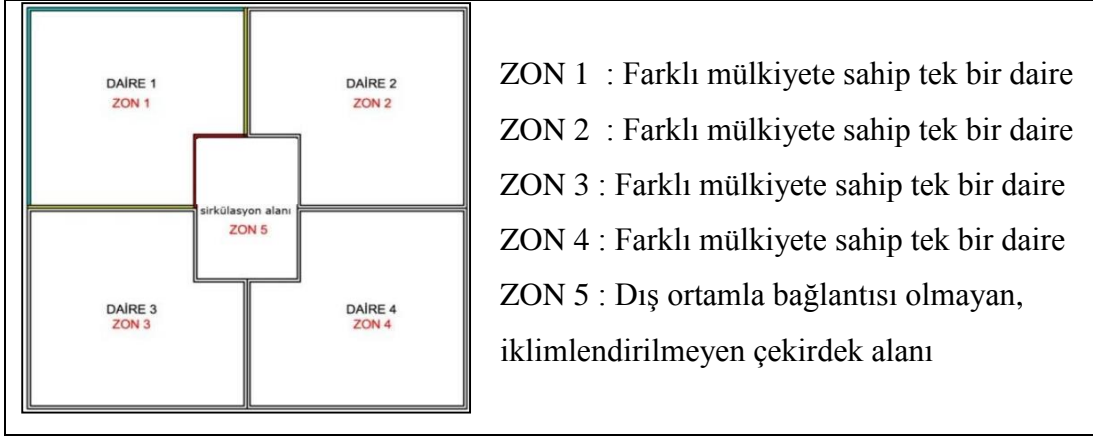 DAİRE 1
ZON 1
DAİRE 2
ZON 2
sirkülasyon alanı
ZON 5
DAİRE 3
ZON 3
DAİRE 4
ZON 4
ZON 1 : Farklı mülkiyete sahip tek bir daire
ZON 2 : Farklı mülkiyete sahip tek bir daire
ZON 3 : Farklı mülkiyete sahip tek bir daire
ZON 4 : Farklı mülkiyete sahip tek bir daire
ZON 5 : Dış ortamla bağlantısı olmayan,
iklimlendirilmeyen çekirdek alanı